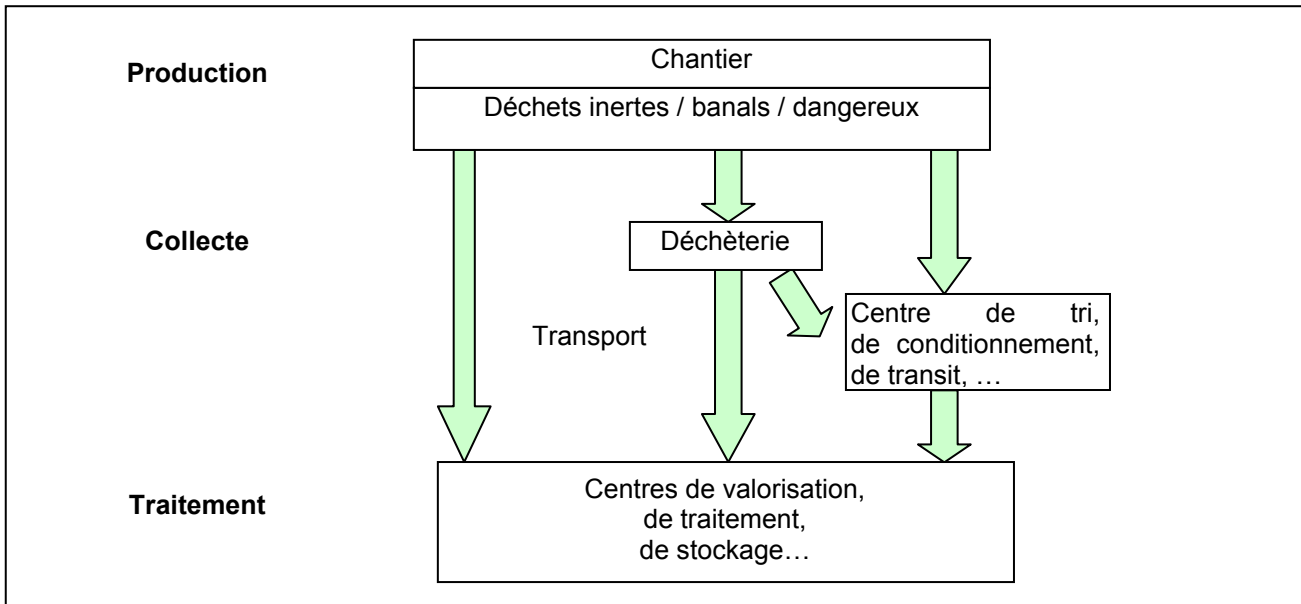 Production
Chantier
Déchets inertes / banals / dangereux
Collecte
Déchèterie
Transport
Centre de tri,
de conditionnement,
de transit, …
Traitement
Centres de valorisation,
de traitement,
de stockage…